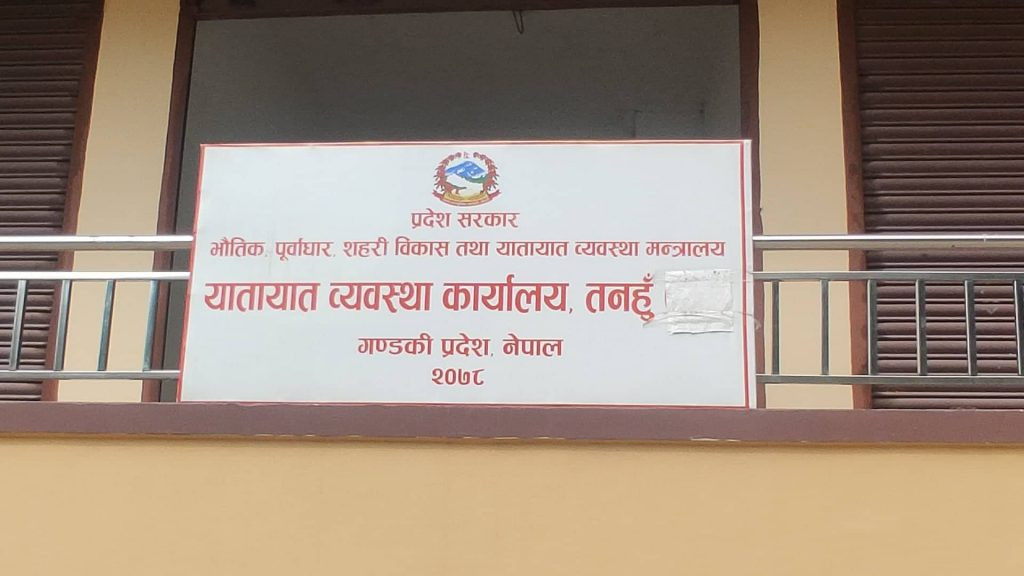 प्रदेश सरकार
भौतिक, पूर्वाधार, शहरी विकास तथा यातायात व्यवस्था मन्त्रालय
यातायात व्यवस्था कार्यालय, तनहुँ
गण्डकी प्रदेश, नेपाल
२०७८